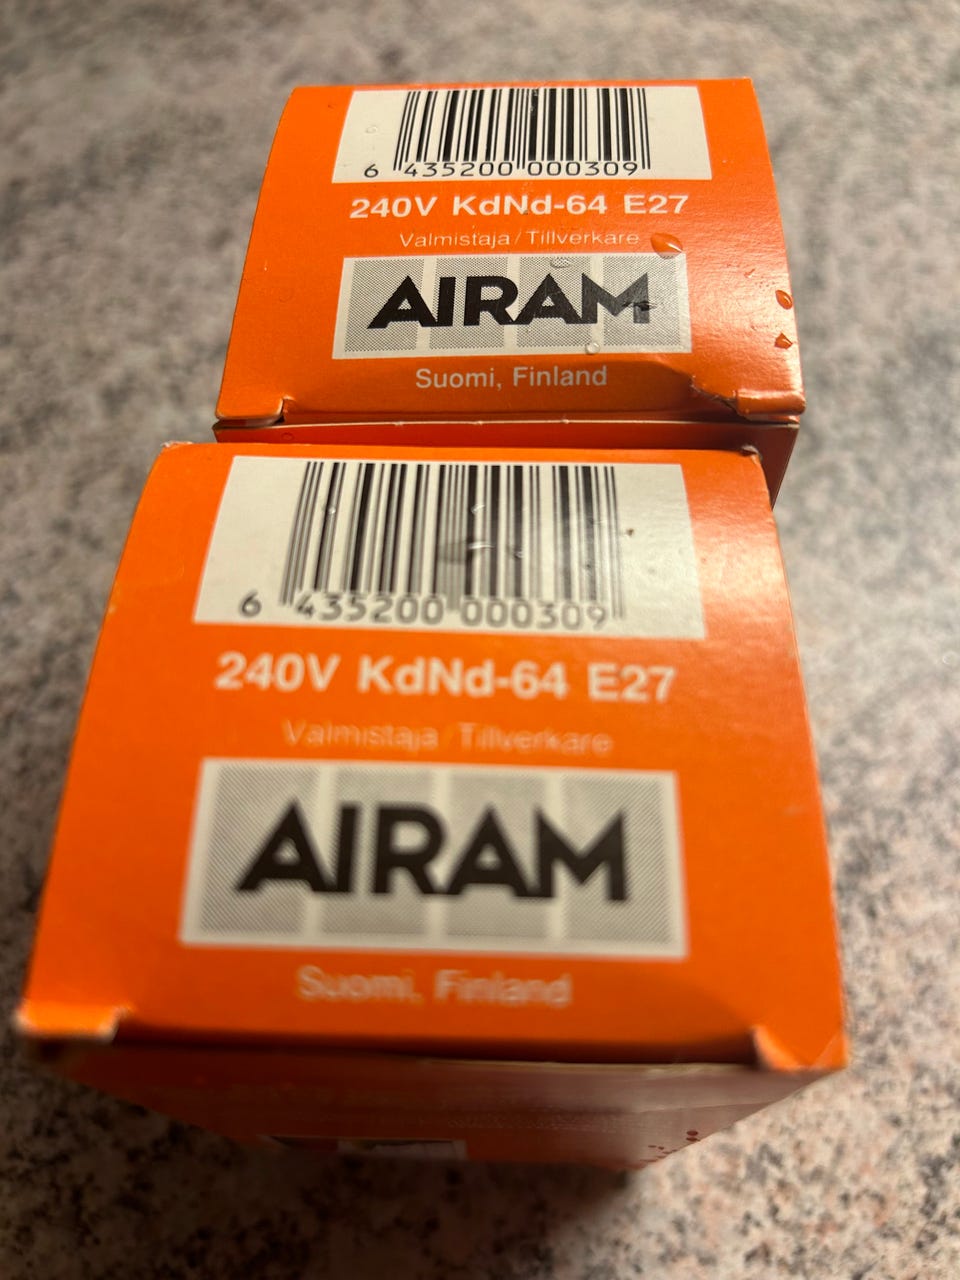 6 435200 000309
240V KdNd-64 E27
Valmistaja/Tillverkare
AIRAM
Suomi, Finland
6 435200 000309
240V KdNd-64 E27
Valmistaja/Tillverkare
AIRAM
Suomi, Finland